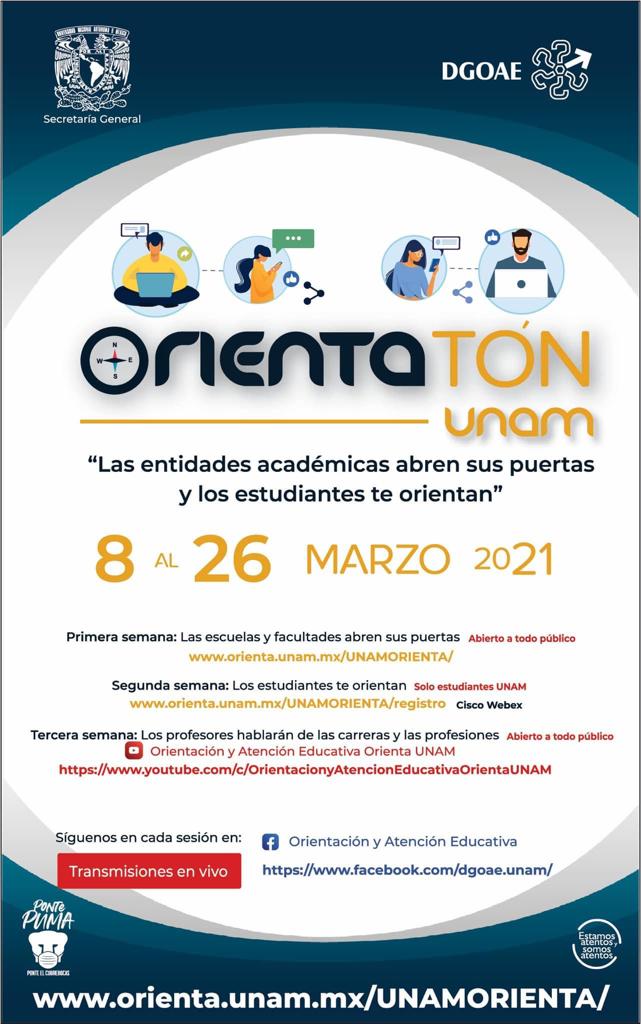 Secretaría General
DGOAE
N
W E
S
OrientaTÓN
unam
“Las entidades académicas abren sus puertas
y los estudiantes te orientan”
8 AL 26 MARZO 2021
Primera semana: Las escuelas y facultades abren sus puertas Abierto a todo público
www.orienta.unam.mx/UNAMORIENTA/
Segunda semana: Los estudiantes te orientan Solo estudiantes UNAM
www.orienta.unam.mx/UNAMORIENTA/registro Cisco Webex
Tercera semana: Los profesores hablarán de las carreras y las profesiones Abierto a todo público
Orientación y Atención Educativa Orienta UNAM
https://www.youtube.com/c/OrientacionyAtencionEducativaOrientaUNAM
Síguenos en cada sesión en:
Orientación y Atención Educativa
Transmisiones en vivo
https://www.facebook.com/dgoae.unam/
PONTE
PUMA
PONTE EL CUBREBOCAS
Estamos
atentos y
somos
atentos
www.orienta.unam.mx/UNAMORIENTA/